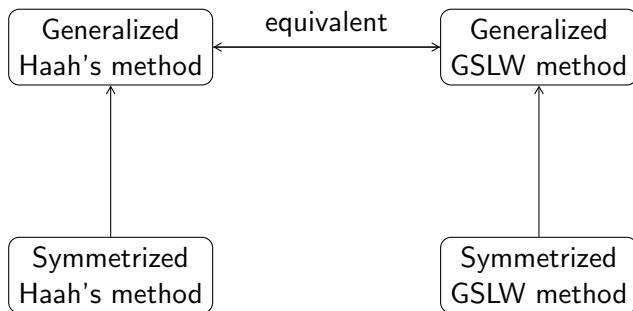 Generalized
Haah's method
equivalent
Generalized
GSLW method
Symmetrized
Haah's method
Symmetrized
GSLW method